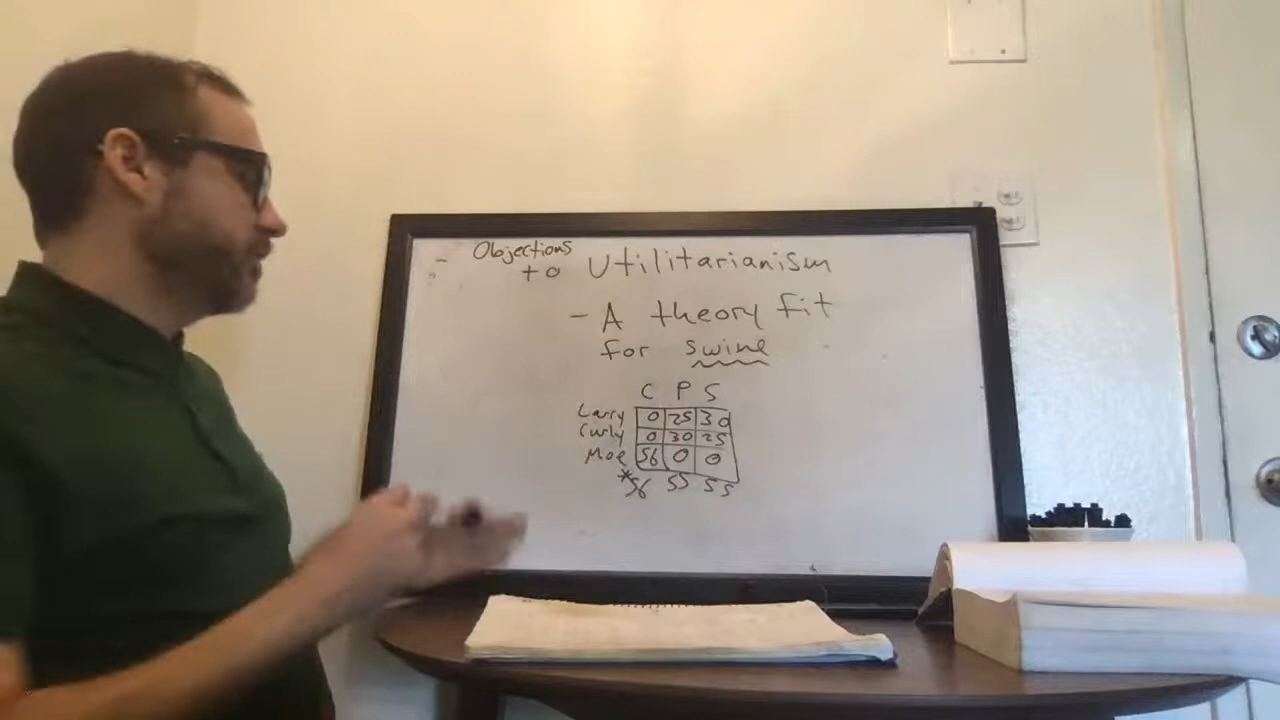 Objections
to Utilitarianism
- A theory fit
for swine
C P S
Larry 0 25 30
Curly 0 30 25
Moe 56 0 0
*56 55 55